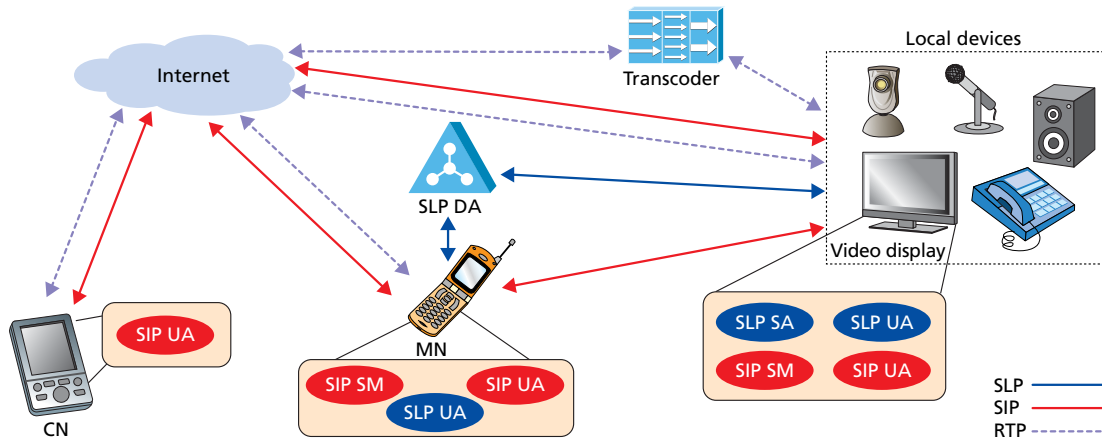 Internet
Transcoder
Local devices
SLP DA
Video display
MN
CN
SIP UA
SIP SM
SIP UA
SLP UA
SLP SA
SLP UA
SIP SM
SIP UA
SLP
SIP
RTP